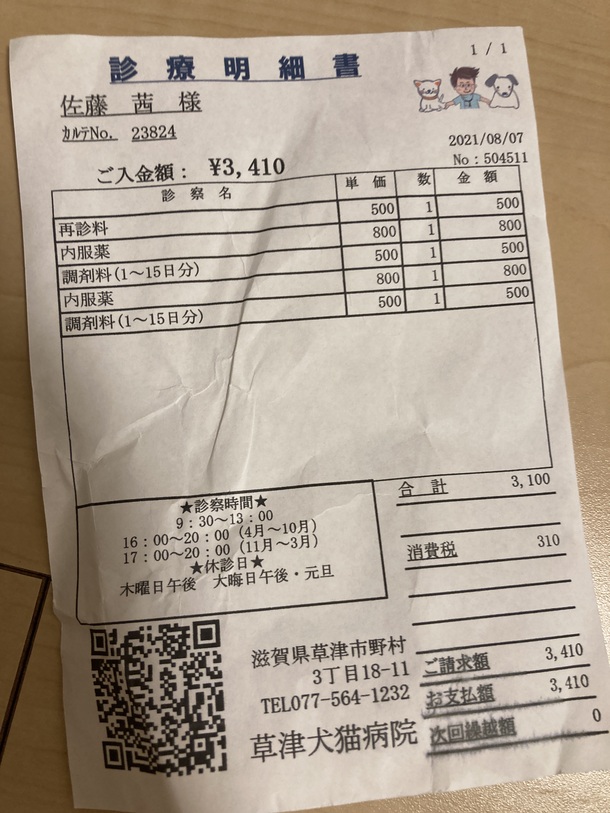 1 / 1
診療明細書
佐藤 茜 様
ｶﾙﾃNo. 23824
2021/08/07
No：504511
ご入金額： ¥3,410
診察名 単価 数 金額
再診料 500 1 500
内服薬 800 1 800
調剤料(1～15日分) 500 1 500
内服薬 800 1 800
調剤料(1～15日分) 500 1 500
合計 3,100
消費税 310
ご請求額 3,410
お支払額 3,410
次回繰越額 0
★診察時間★
9：30～13：00
16：00～20：00 (4月～10月)
17：00～20：00 (11月～3月)
★休診日★
木曜日午後 大晦日午後・元旦
滋賀県草津市野村
3丁目18-11
TEL077-564-1232
草津犬猫病院